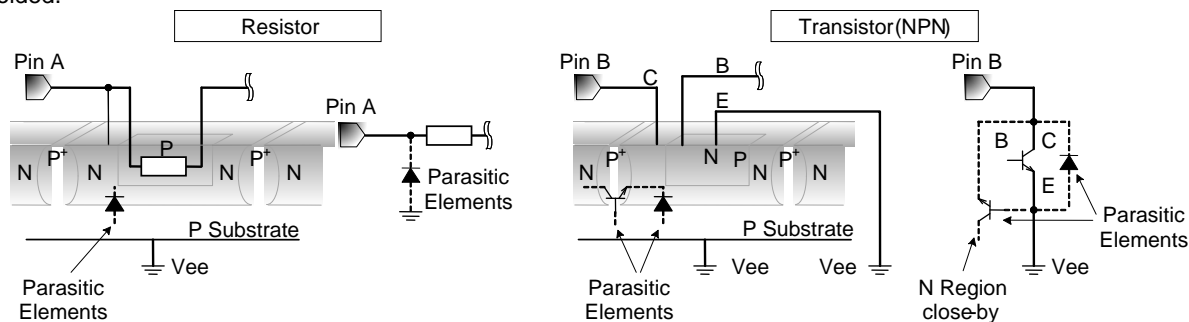 Resistor
Transistor(NPN)
Pin A
Pin A
Pin B
C
B
E
Pin B
N
P+
N
P
N
P+
N
Parasitic
Elements
N
P+
N
P
P+
N
N
B
C
E
Parasitic
Elements
P Substrate
Vee
Parasitic
Elements
P Substrate
Vee
Vee
Parasitic
Elements
Vee
N Region
close-by